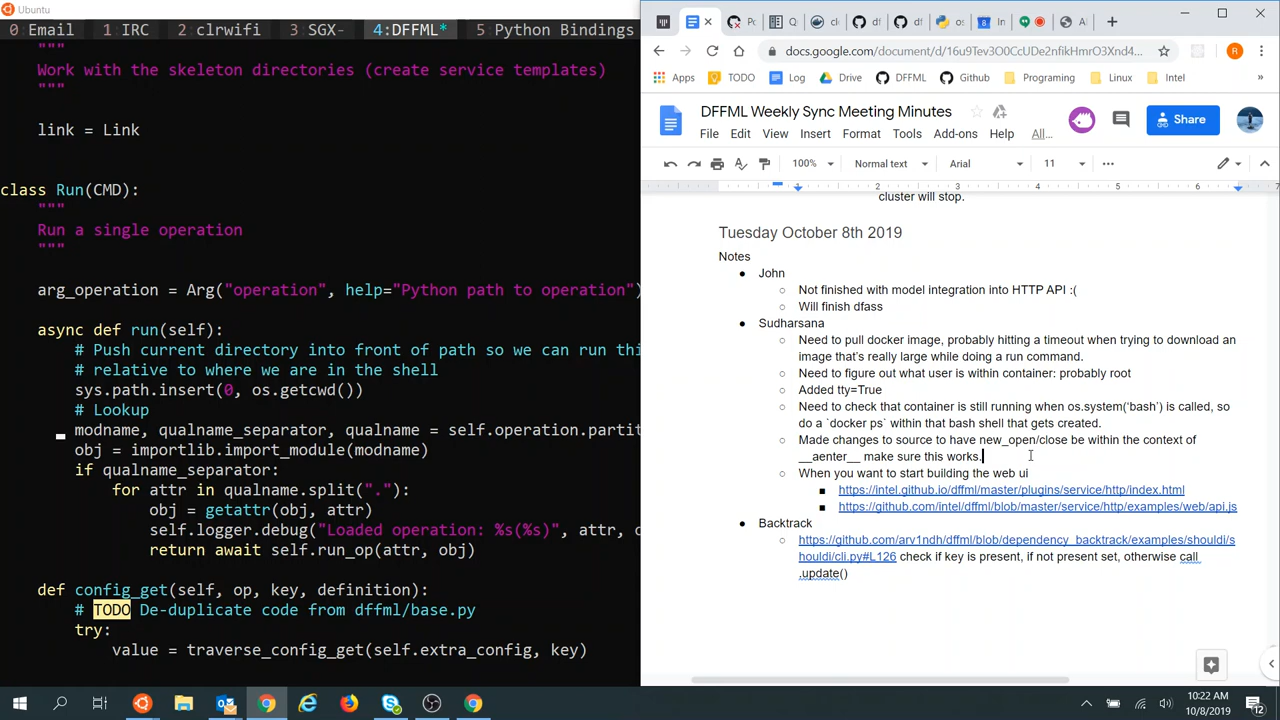 Ubuntu
0 Email 1 IRC 2 clrwifi 3 SGX- 4:DFFML* 5 Python Bindings
"""
Work with the skeleton directories (create service templates)
"""
link = Link
class Run(CMD):
"""
Run a single operation
"""
arg_operation = Arg("operation", help="Python path to operation")
async def run(self):
# Push current directory into front of path so we can run thi
# relative to where we are in the shell
sys.path.insert(0, os.getcwd())
# Lookup
modname, qualname_separator, qualname = self.operation.partit
obj = importlib.import_module(modname)
if qualname_separator:
for attr in qualname.split("."):
obj = getattr(obj, attr)
self.logger.debug("Loaded operation: %s(%s)", attr, o
return await self.run_op(attr, obj)
def config_get(self, op, key, definition):
# TODO De-duplicate code from dffml/base.py
try:
value = traverse_config_get(self.extra_config, key)
docs.google.com/document/d/16u9Tev3O0CcUDe2nfikHmrO3Xnd4...
R
Apps TODO Log Drive DFFML Github Programing Linux Intel »
DFFML Weekly Sync Meeting Minutes
File Edit View Insert Format Tools Add-ons Help All...
Share
100% Normal text Arial 11
2 3 4 5 6 7
cluster will stop.
Tuesday October 8th 2019
Notes
John
Not finished with model integration into HTTP API :(
Will finish dfass
Sudharsana
Need to pull docker image, probably hitting a timeout when trying to download an
image that's really large while doing a run command.
Need to figure out what user is within container: probably root
Added tty=True
Need to check that container is still running when os.system('bash') is called, so
do a `docker ps` within that bash shell that gets created.
Made changes to source to have new_open/close be within the context of
__aenter__ make sure this works.
When you want to start building the web ui
https://intel.github.io/dffml/master/plugins/service/http/index.html
https://github.com/intel/dffml/blob/master/service/http/examples/web/api.js
Backtrack
https://github.com/arv1ndh/dffml/blob/dependency_backtrack/examples/shouldi/s
houldi/cli.py#L126 check if key is present, if not present set, otherwise call
.update()
10:22 AM
10/8/2019
12